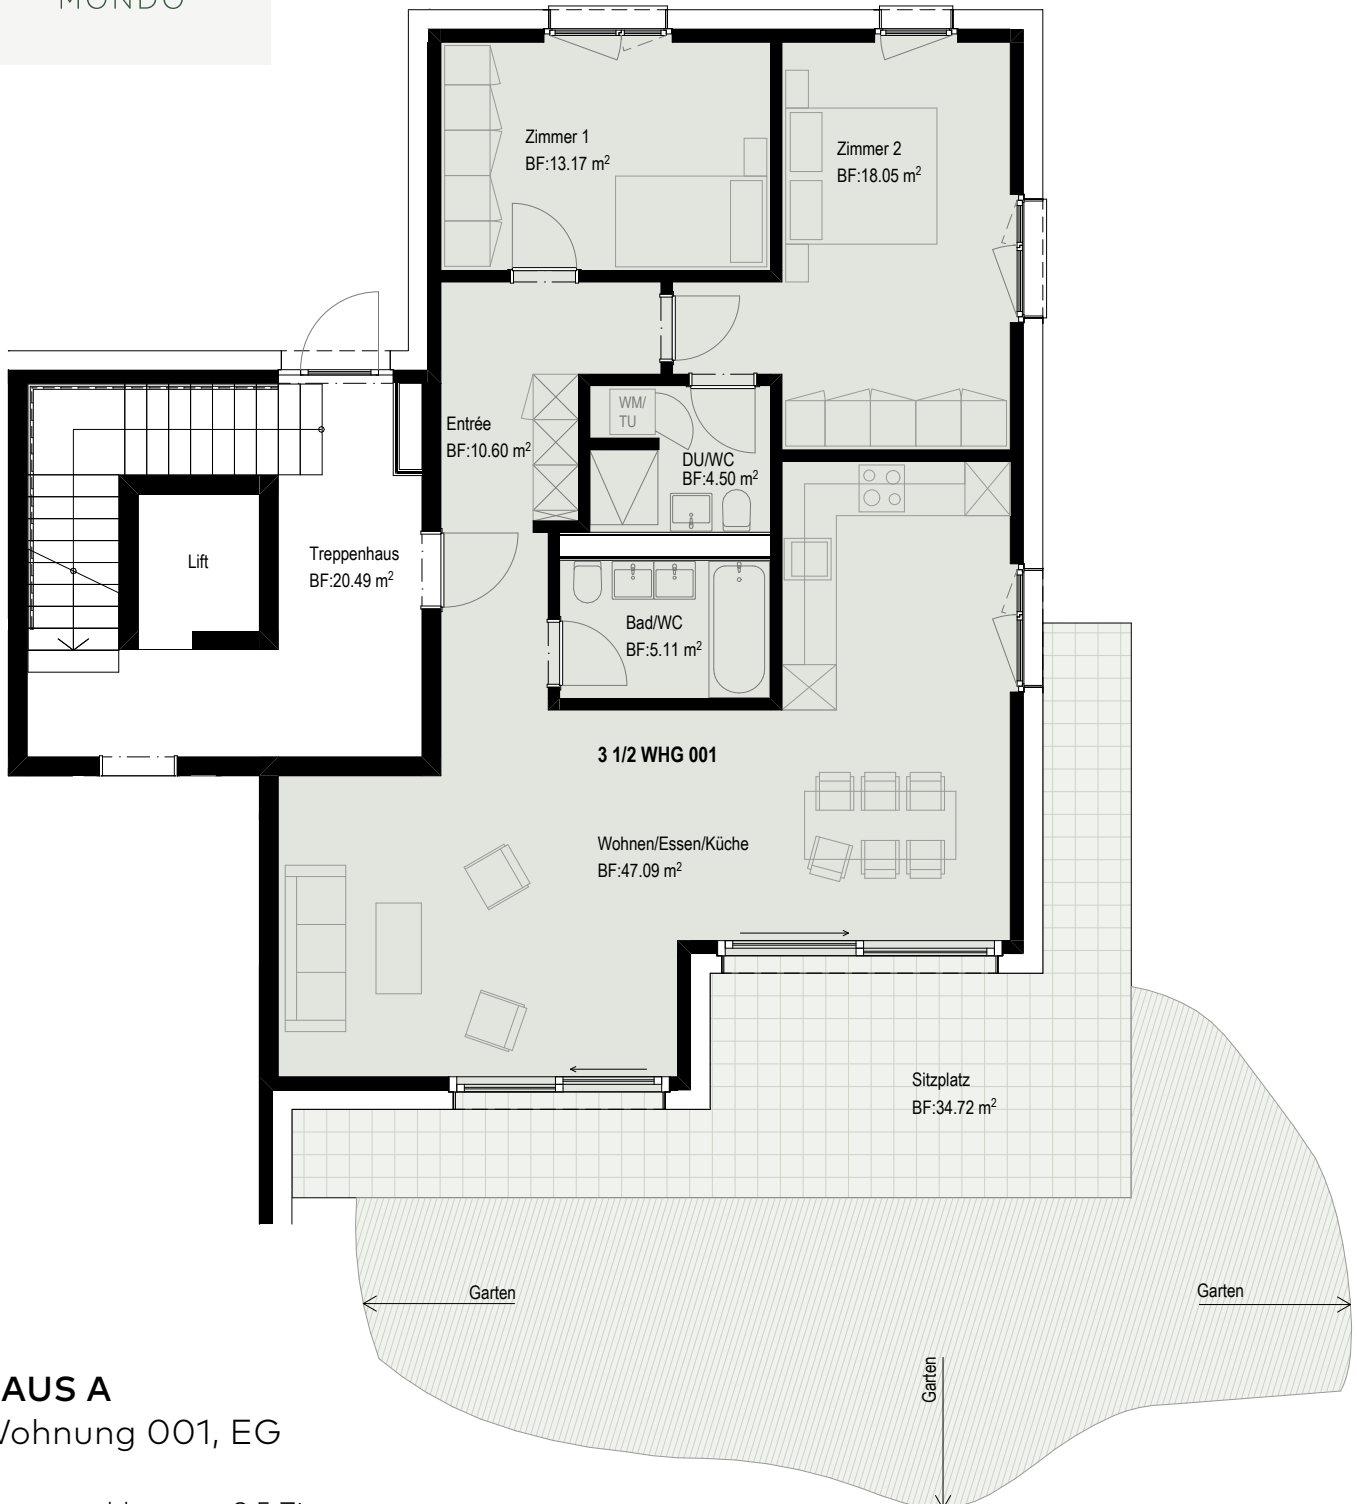 MONDO
Zimmer 1
BF:13.17 m²
Zimmer 2
BF:18.05 m²
Entrée
BF:10.60 m²
WM/
TU
DU/WC
BF:4.50 m²
Lift
Treppenhaus
BF:20.49 m²
Bad/WC
BF:5.11 m²
3 1/2 WHG 001
Wohnen/Essen/Küche
BF:47.09 m²
Sitzplatz
BF:34.72 m²
Garten
Garten
Garten
AUS A
Wohnung 001, EG